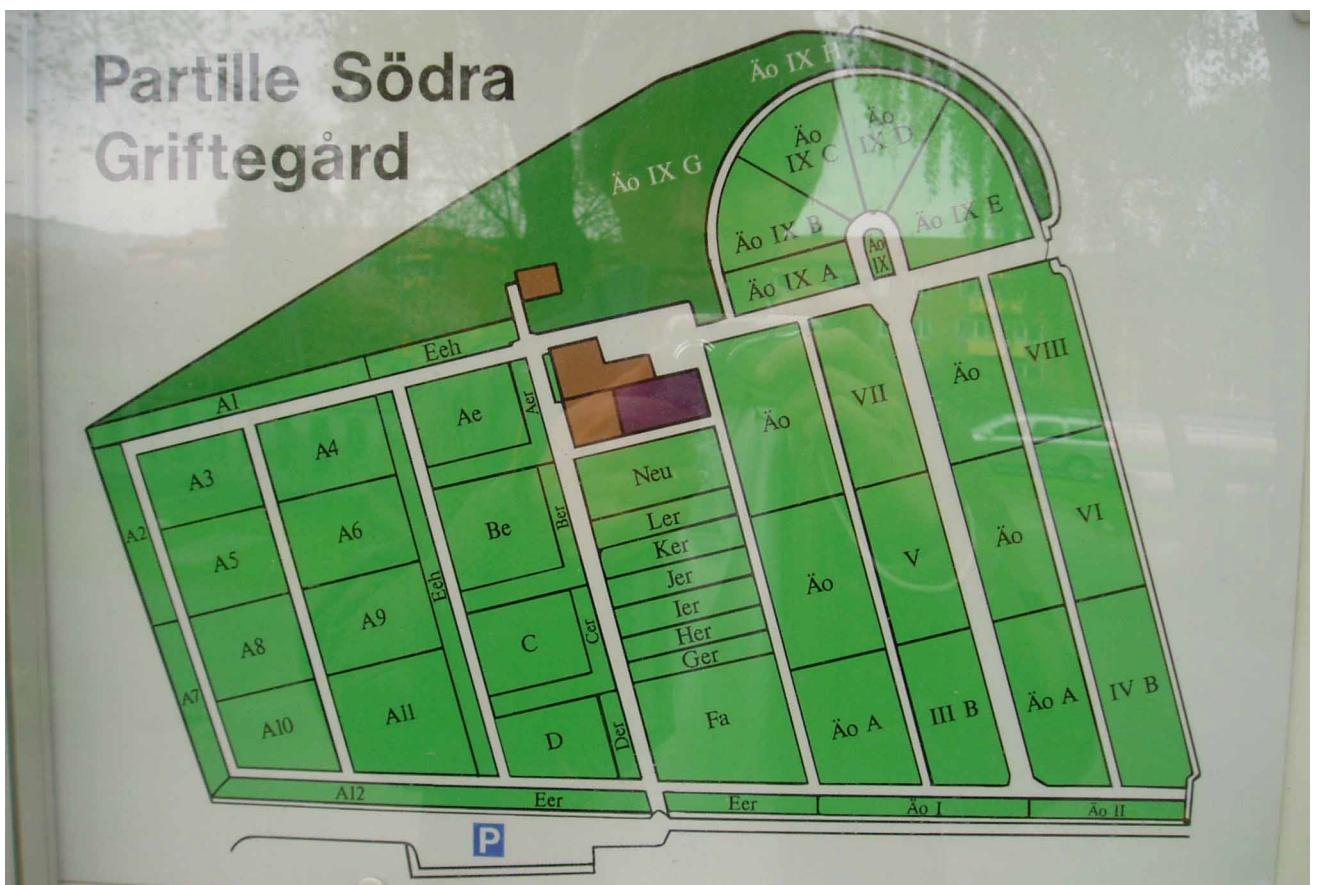 Partille Södra
Griftegård
Äo IX H
Äo IX G
Äo
IX C
Äo
IX D
Äo IX B
Äo IX E
Äo IX A
Äo
IX
Eeh
A1
Ae
Aer
Äo
VII
Äo
VIII
A3
A4
Neu
A2
A5
A6
Eeh
Be
Ber
Ler
Ker
Jer
Ier
Her
Ger
Äo
V
Äo
VI
A8
A9
C
Cer
A7
A10
A11
D
Der
Fa
Äo A
III B
Äo A
IV B
A12
Eer
Eer
Äo I
Äo II
P